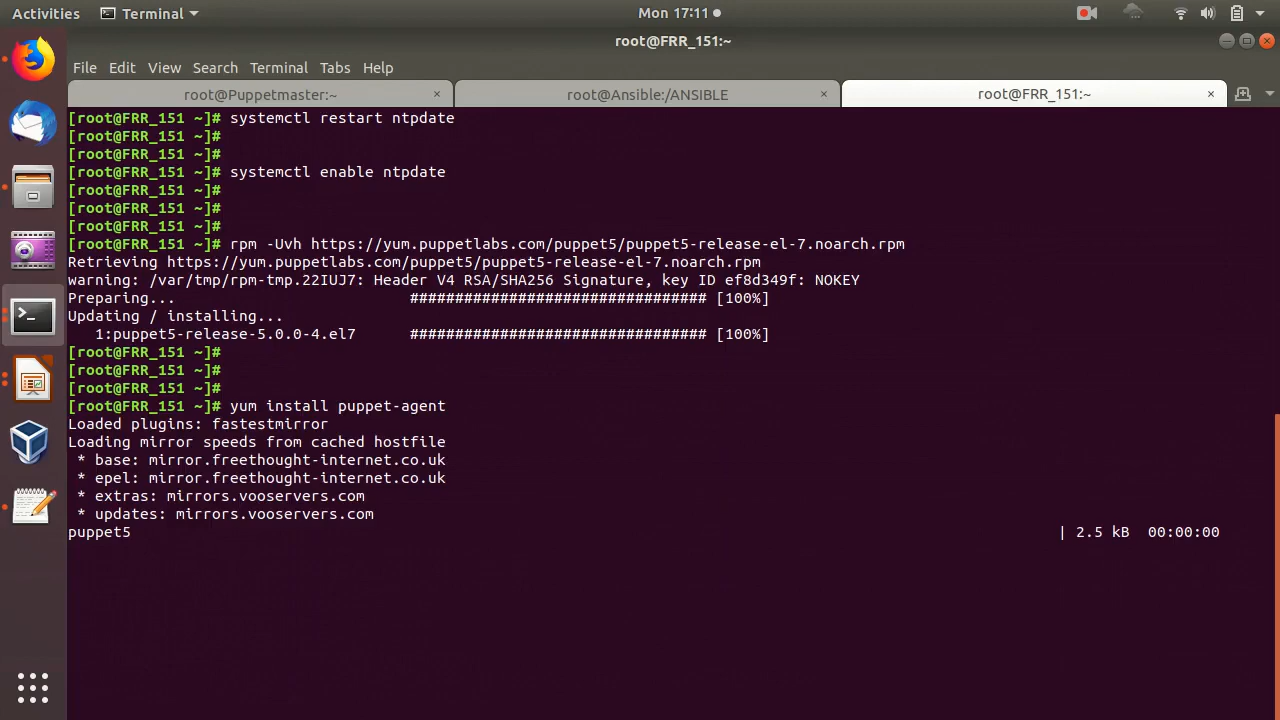 Activities Terminal Mon 17:11
root@FRR_151:~
File Edit View Search Terminal Tabs Help
root@Puppetmaster:~ × root@Ansible:/ANSIBLE × root@FRR_151:~ ×
[root@FRR_151 ~]# systemctl restart ntpdate
[root@FRR_151 ~]#
[root@FRR_151 ~]#
[root@FRR_151 ~]# systemctl enable ntpdate
[root@FRR_151 ~]#
[root@FRR_151 ~]#
[root@FRR_151 ~]#
[root@FRR_151 ~]# rpm -Uvh https://yum.puppetlabs.com/puppet5/puppet5-release-el-7.noarch.rpm
Retrieving https://yum.puppetlabs.com/puppet5/puppet5-release-el-7.noarch.rpm
warning: /var/tmp/rpm-tmp.22IUJ7: Header V4 RSA/SHA256 Signature, key ID ef8d349f: NOKEY
Preparing... ################################# [100%]
Updating / installing...
1:puppet5-release-5.0.0-4.el7 ################################# [100%]
[root@FRR_151 ~]#
[root@FRR_151 ~]#
[root@FRR_151 ~]#
[root@FRR_151 ~]# yum install puppet-agent
Loaded plugins: fastestmirror
Loading mirror speeds from cached hostfile
* base: mirror.freethought-internet.co.uk
* epel: mirror.freethought-internet.co.uk
* extras: mirrors.vooservers.com
* updates: mirrors.vooservers.com
puppet5 | 2.5 kB 00:00:00